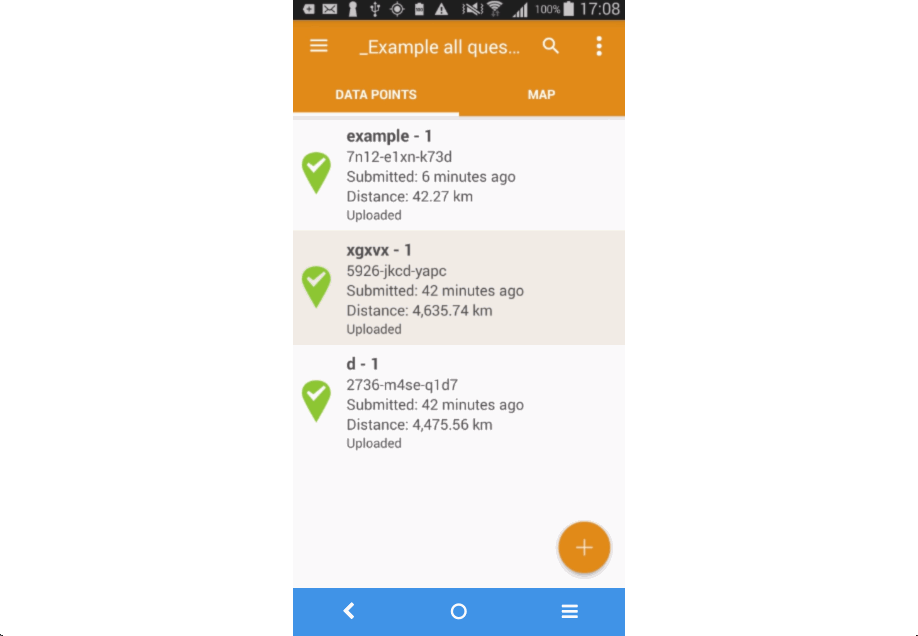 100% 17:08
_Example all ques...
DATA POINTS
MAP
example - 1
7n12-e1xn-k73d
Submitted: 6 minutes ago
Distance: 42.27 km
Uploaded
xgxvx - 1
5926-jkcd-yapc
Submitted: 42 minutes ago
Distance: 4,635.74 km
Uploaded
d - 1
2736-m4se-q1d7
Submitted: 42 minutes ago
Distance: 4,475.56 km
Uploaded